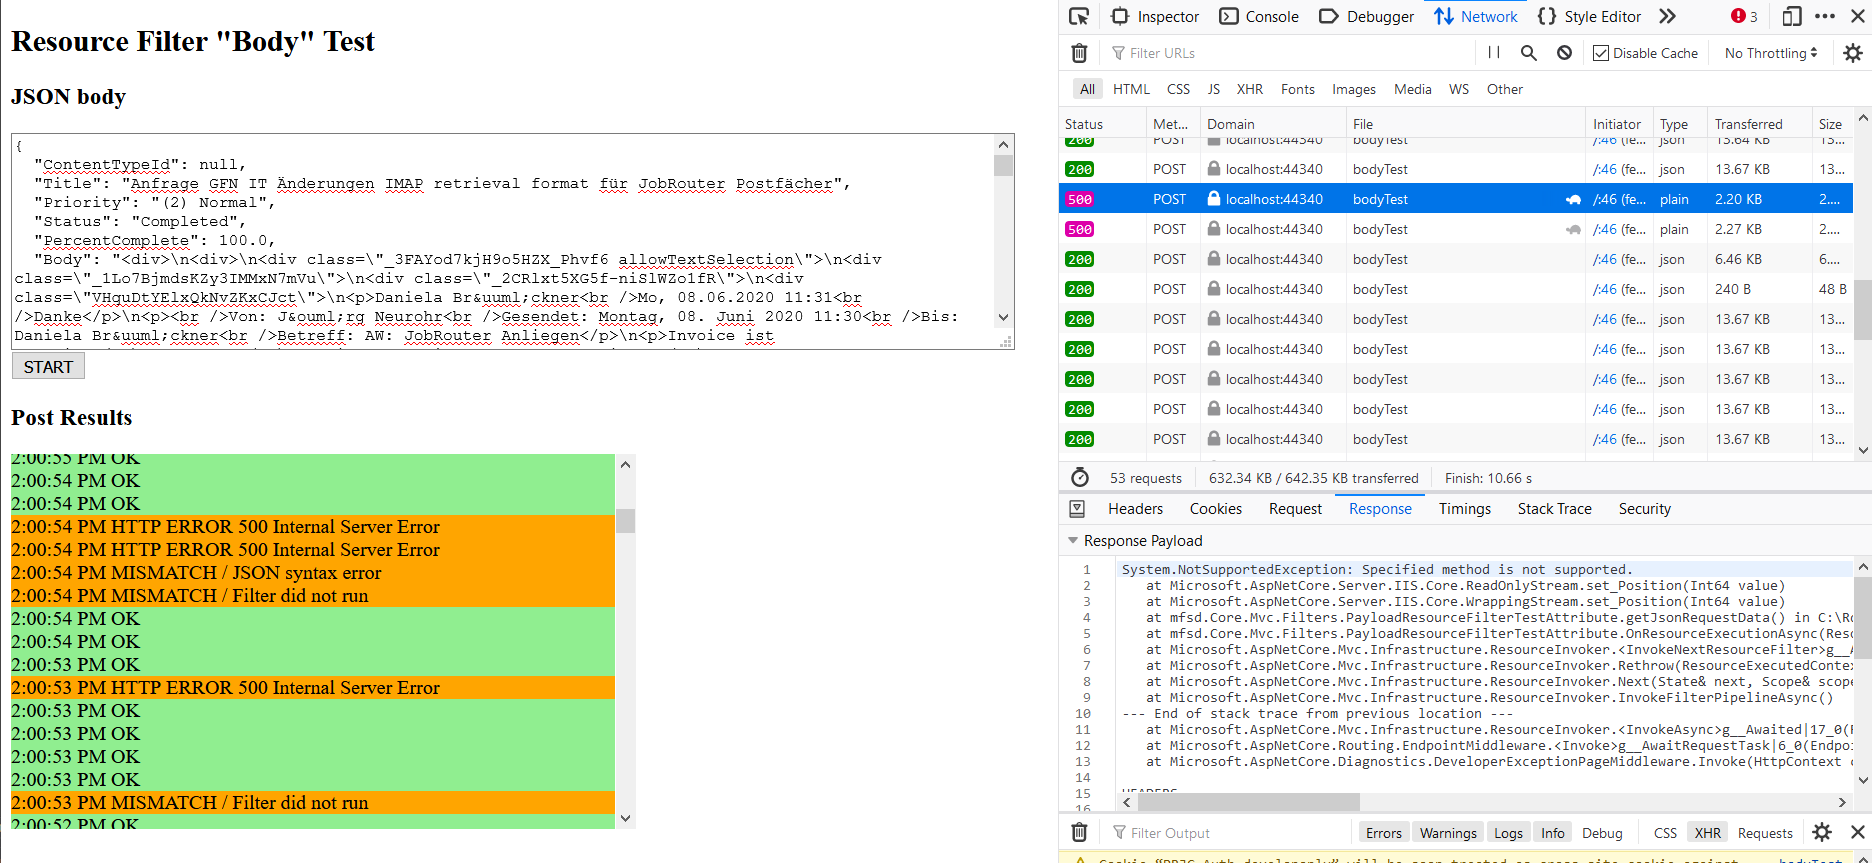 Resource Filter "Body" Test
JSON body
{
"ContentTypeId": null,
"Title": "Anfrage GFN IT Änderungen IMAP retrieval format für JobRouter Postfächer",
"Priority": "(2) Normal",
"Status": "Completed",
"PercentComplete": 100.0,
"Body": "<div>\n<div>\n<div class=\"_3FAYod7kjH9o5HZX_Phvf6 allowTextSelection\">\n<div
class=\"_1Lo7BjmdsKZy3IMMxN7mVu\">\n<div class=\"_2CRlxt5XG5f-niSlWZo1fR\">\n<div
class=\"VHquDtYElxQkNvZKxCJct\">\n<p>Daniela Br&uuml;ckner<br />Mo, 08.06.2020 11:31<br
/>Danke</p>\n<p><br />Von: J&ouml;rg Neurohr<br />Gesendet: Montag, 08. Juni 2020 11:30<br />Bis:
Daniela Br&uuml;ckner<br />Betreff: AW: JobRouter Anliegen</p>\n<p>Invoice ist
START
Post Results
2:00:55 PM OK
2:00:54 PM OK
2:00:54 PM OK
2:00:54 PM HTTP ERROR 500 Internal Server Error
2:00:54 PM HTTP ERROR 500 Internal Server Error
2:00:54 PM MISMATCH / JSON syntax error
2:00:54 PM MISMATCH / Filter did not run
2:00:54 PM OK
2:00:54 PM OK
2:00:53 PM OK
2:00:53 PM HTTP ERROR 500 Internal Server Error
2:00:53 PM OK
2:00:53 PM OK
2:00:53 PM OK
2:00:53 PM OK
2:00:53 PM MISMATCH / Filter did not run
2:00:52 PM OK
Inspector Console Debugger Network {} Style Editor 3
Filter URLs Disable Cache No Throttling
All HTML CSS JS XHR Fonts Images Media WS Other
Status Met... Domain File Initiator Type Transferred Size
200 POST localhost:44340 bodyTest /:46 (fe... json 13.64 KB 13...
200 POST localhost:44340 bodyTest /:46 (fe... json 13.67 KB 13...
500 POST localhost:44340 bodyTest /:46 (fe... plain 2.20 KB 2....
500 POST localhost:44340 bodyTest /:46 (fe... plain 2.27 KB 2....
200 POST localhost:44340 bodyTest /:46 (fe... json 6.46 KB 6....
200 POST localhost:44340 bodyTest /:46 (fe... json 240 B 48 B
200 POST localhost:44340 bodyTest /:46 (fe... json 13.67 KB 13...
200 POST localhost:44340 bodyTest /:46 (fe... json 13.67 KB 13...
200 POST localhost:44340 bodyTest /:46 (fe... json 13.67 KB 13...
200 POST localhost:44340 bodyTest /:46 (fe... json 13.67 KB 13...
200 POST localhost:44340 bodyTest /:46 (fe... json 13.67 KB 13...
53 requests 632.34 KB / 642.35 KB transferred Finish: 10.66 s
Headers Cookies Request Response Timings Stack Trace Security
Response Payload
1 System.NotSupportedException: Specified method is not supported.
2 at Microsoft.AspNetCore.Server.IIS.Core.ReadOnlyStream.set_Position(Int64 value)
3 at Microsoft.AspNetCore.Server.IIS.Core.WrappingStream.set_Position(Int64 value)
4 at mfsd.Core.Mvc.Filters.PayloadResourceFilterTestAttribute.getJsonRequestData() in C:\Ro
5 at mfsd.Core.Mvc.Filters.PayloadResourceFilterTestAttribute.OnResourceExecutionAsync(Reso
6 at Microsoft.AspNetCore.Mvc.Infrastructure.ResourceInvoker.<InvokeNextResourceFilter>g__A
7 at Microsoft.AspNetCore.Mvc.Infrastructure.ResourceInvoker.Rethrow(ResourceExecutedConte
8 at Microsoft.AspNetCore.Mvc.Infrastructure.ResourceInvoker.Next(State& next, Scope& scope
9 at Microsoft.AspNetCore.Mvc.Infrastructure.ResourceInvoker.InvokeFilterPipelineAsync()
10 --- End of stack trace from previous location ---
11 at Microsoft.AspNetCore.Mvc.Infrastructure.ResourceInvoker.<InvokeAsync>g__Awaited|17_0(
12 at Microsoft.AspNetCore.Routing.EndpointMiddleware.<Invoke>g__AwaitRequestTask|6_0(Endpoi
13 at Microsoft.AspNetCore.Diagnostics.DeveloperExceptionPageMiddleware.Invoke(HttpContext c
14
15 HEADERS
16
Filter Output Errors Warnings Logs Info Debug CSS XHR Requests